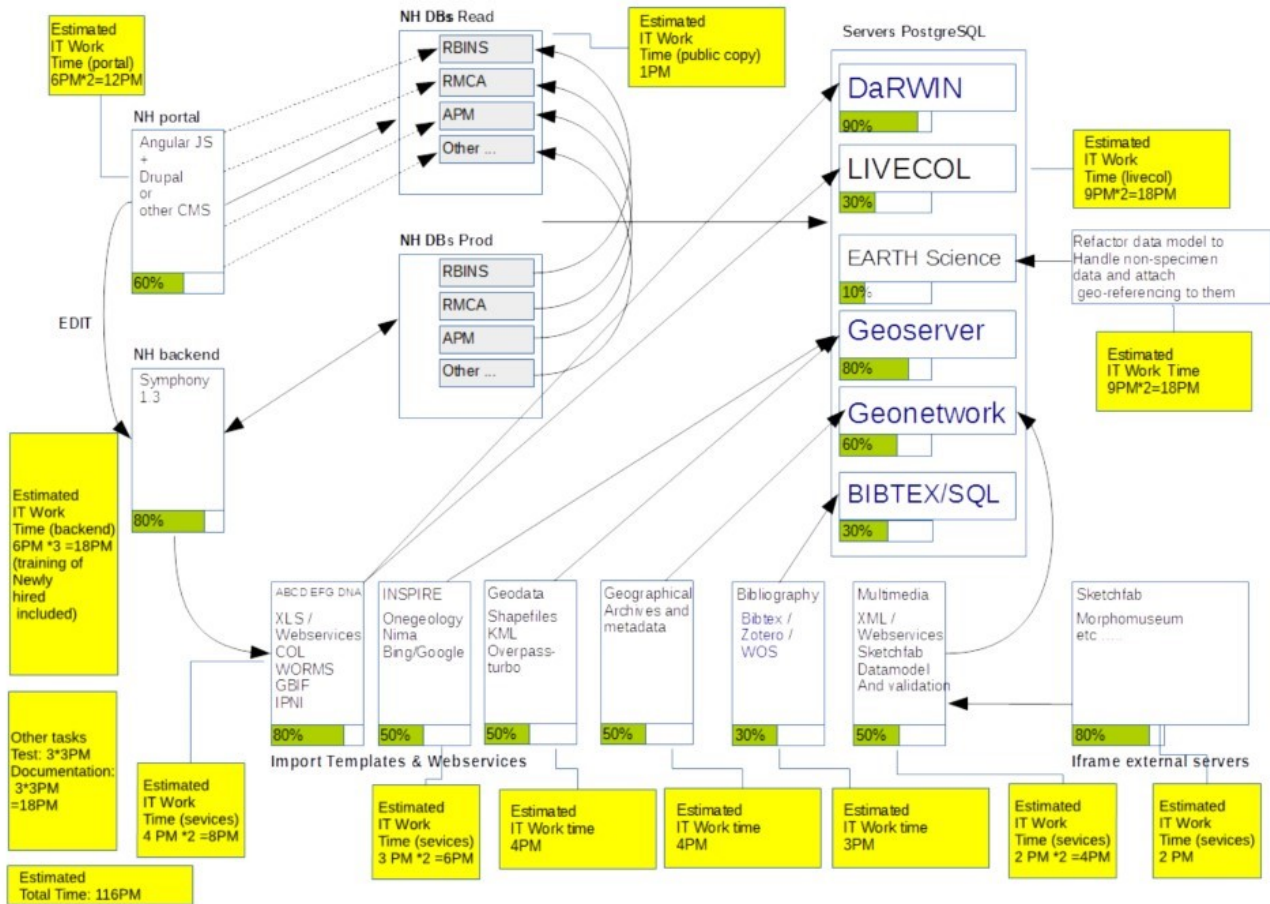 Estimated
IT Work
Time (portal)
6PM*2=12PM
NH DBs Read
RBINS
RMCA
APM
Other ...
Estimated
IT Work
Time (public copy)
1PM
Servers PostgreSQL
DaRWIN
90%
LIVECOL
30%
EARTH Science
10%
Geoserver
80%
Geonetwork
60%
BIBTEX/SQL
30%
Estimated
IT Work
Time (livecol)
9PM*2=18PM
Refactor data model to
Handle non-specimen
data and attach
geo-referencing to them
Estimated
IT Work Time
9PM*2=18PM
NH portal
Angular JS
+
Drupal
or
other CMS
60%
EDIT
NH DBs Prod
RBINS
RMCA
APM
Other ...
NH backend
Symphony
1.3
80%
Estimated
IT Work
Time (backend)
6PM *3 =18PM
(training of
Newly
hired
included)
ABCD EFG DNA
XLS /
Webservices
COL
WORMS
GBIF
IPNI
80%
INSPIRE
Onegeology
Nima
Bing/Google
50%
Geodata
Shapefiles
KML
Overpass-
turbo
50%
Geographical
Archives and
metadata
50%
Bibliography
Bibtex /
Zotero /
WOS
30%
Multimedia
XML /
Webservices
Sketchfab
Datamodel
And validation
50%
Sketchfab
Morphomuseum
etc .....
80%
Import Templates & Webservices
Iframe external servers
Other tasks
Test: 3*3PM
Documentation:
3*3PM
=18PM
Estimated
IT Work
Time (sevices)
4 PM *2 =8PM
Estimated
IT Work
Time (sevices)
3 PM *2 =6PM
Estimated
IT Work time
4PM
Estimated
IT Work time
4PM
Estimated
IT Work time
3PM
Estimated
IT Work
Time (sevices)
2 PM *2 =4PM
Estimated
IT Work
Time (sevices)
2 PM
Estimated
Total Time: 116PM